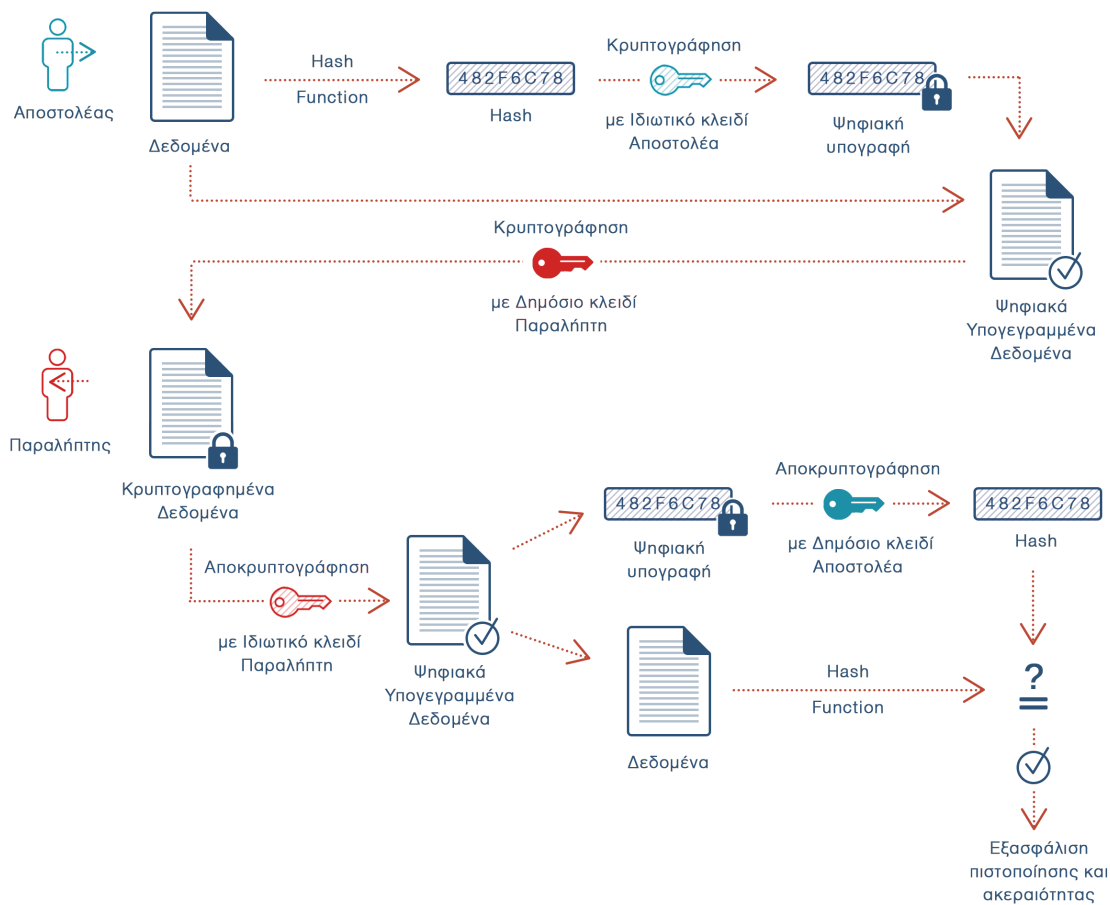 Αποστολέας
Δεδομένα
Hash
Function
482F6C78
Hash
Κρυπτογράφηση
με Ιδιωτικό κλειδί
Αποστολέα
482F6C78
Ψηφιακή
υπογραφή
Κρυπτογράφηση
με Δημόσιο κλειδί
Παραλήπτη
Ψηφιακά
Υπογεγραμμένα
Δεδομένα
Παραλήπτης
Κρυπτογραφημένα
Δεδομένα
Αποκρυπτογράφηση
με Ιδιωτικό κλειδί
Παραλήπτη
Ψηφιακά
Υπογεγραμμένα
Δεδομένα
482F6C78
Ψηφιακή
υπογραφή
Αποκρυπτογράφηση
με Δημόσιο κλειδί
Αποστολέα
482F6C78
Hash
Δεδομένα
Hash
Function
?
Εξασφάλιση
πιστοποίησης και
ακεραιότητας